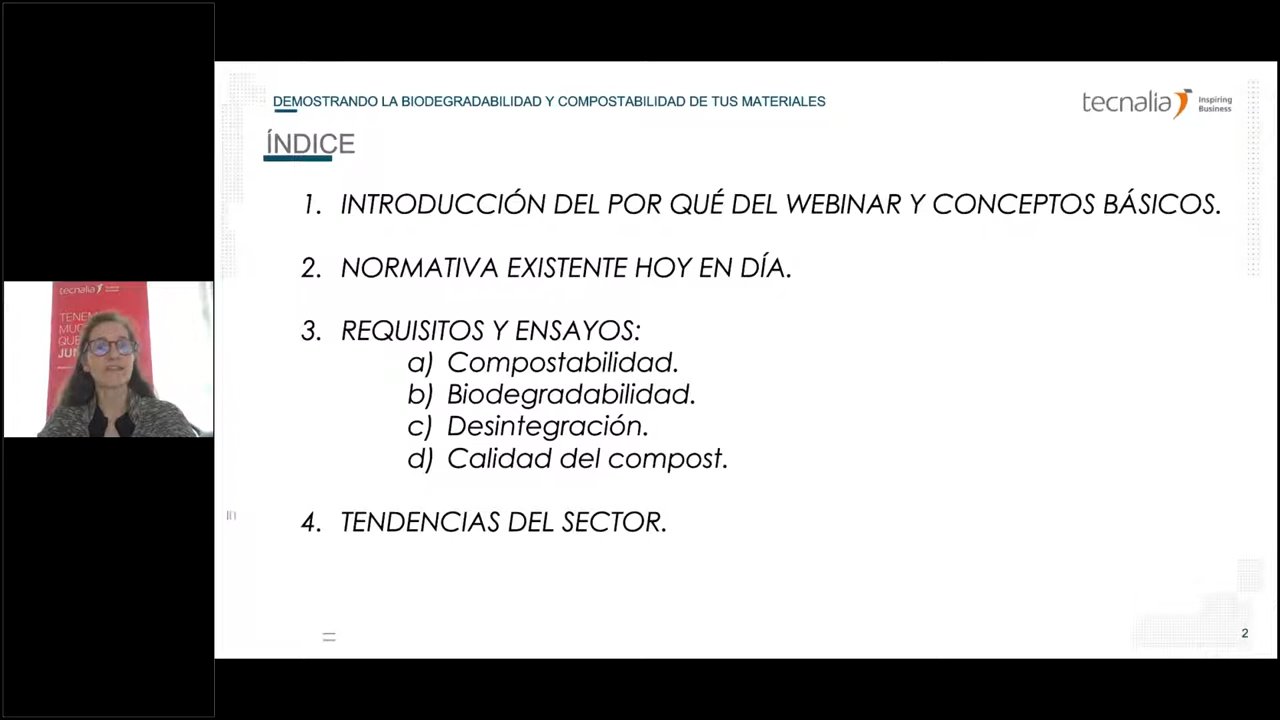 DEMOSTRANDO LA BIODEGRADABILIDAD Y COMPOSTABILIDAD DE TUS MATERIALES
tecnalia Inspiring
Business
ÍNDICE
1. INTRODUCCIÓN DEL POR QUÉ DEL WEBINAR Y CONCEPTOS BÁSICOS.
2. NORMATIVA EXISTENTE HOY EN DÍA.
3. REQUISITOS Y ENSAYOS:
a) Compostabilidad.
b) Biodegradabilidad.
c) Desintegración.
d) Calidad del compost.
4. TENDENCIAS DEL SECTOR.
2
tecnalia